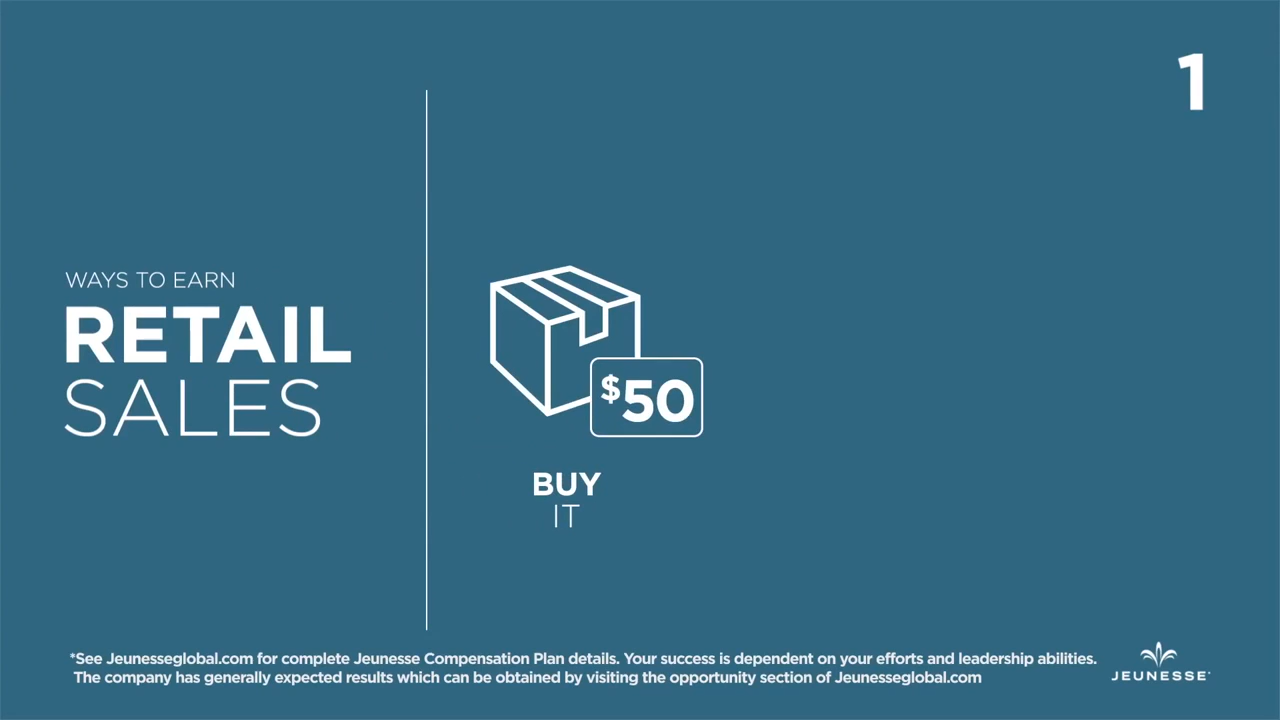 1
WAYS TO EARN
RETAIL
SALES
$50
BUY
IT
*See Jeunesseglobal.com for complete Jeunesse Compensation Plan details. Your success is dependent on your efforts and leadership abilities.
The company has generally expected results which can be obtained by visiting the opportunity section of Jeunesseglobal.com
JEUNESSE